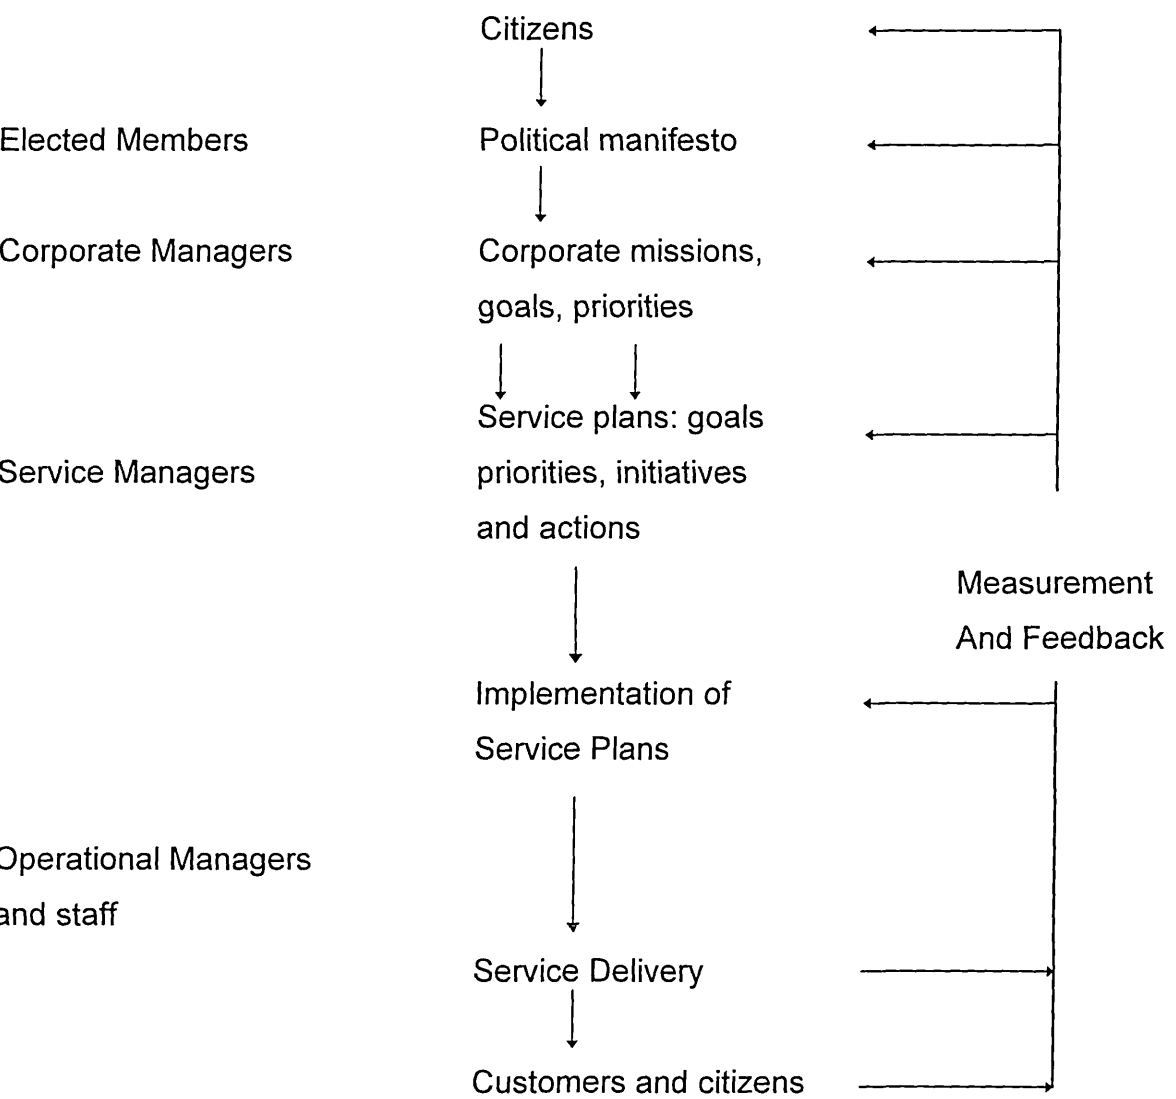 Citizens
Elected Members
Political manifesto
Corporate Managers
Corporate missions,
goals, priorities
Service plans: goals
Service Managers
priorities, initiatives
and actions
Measurement
And Feedback
Implementation of
Service Plans
Operational Managers
and staff
Service Delivery
Customers and citizens